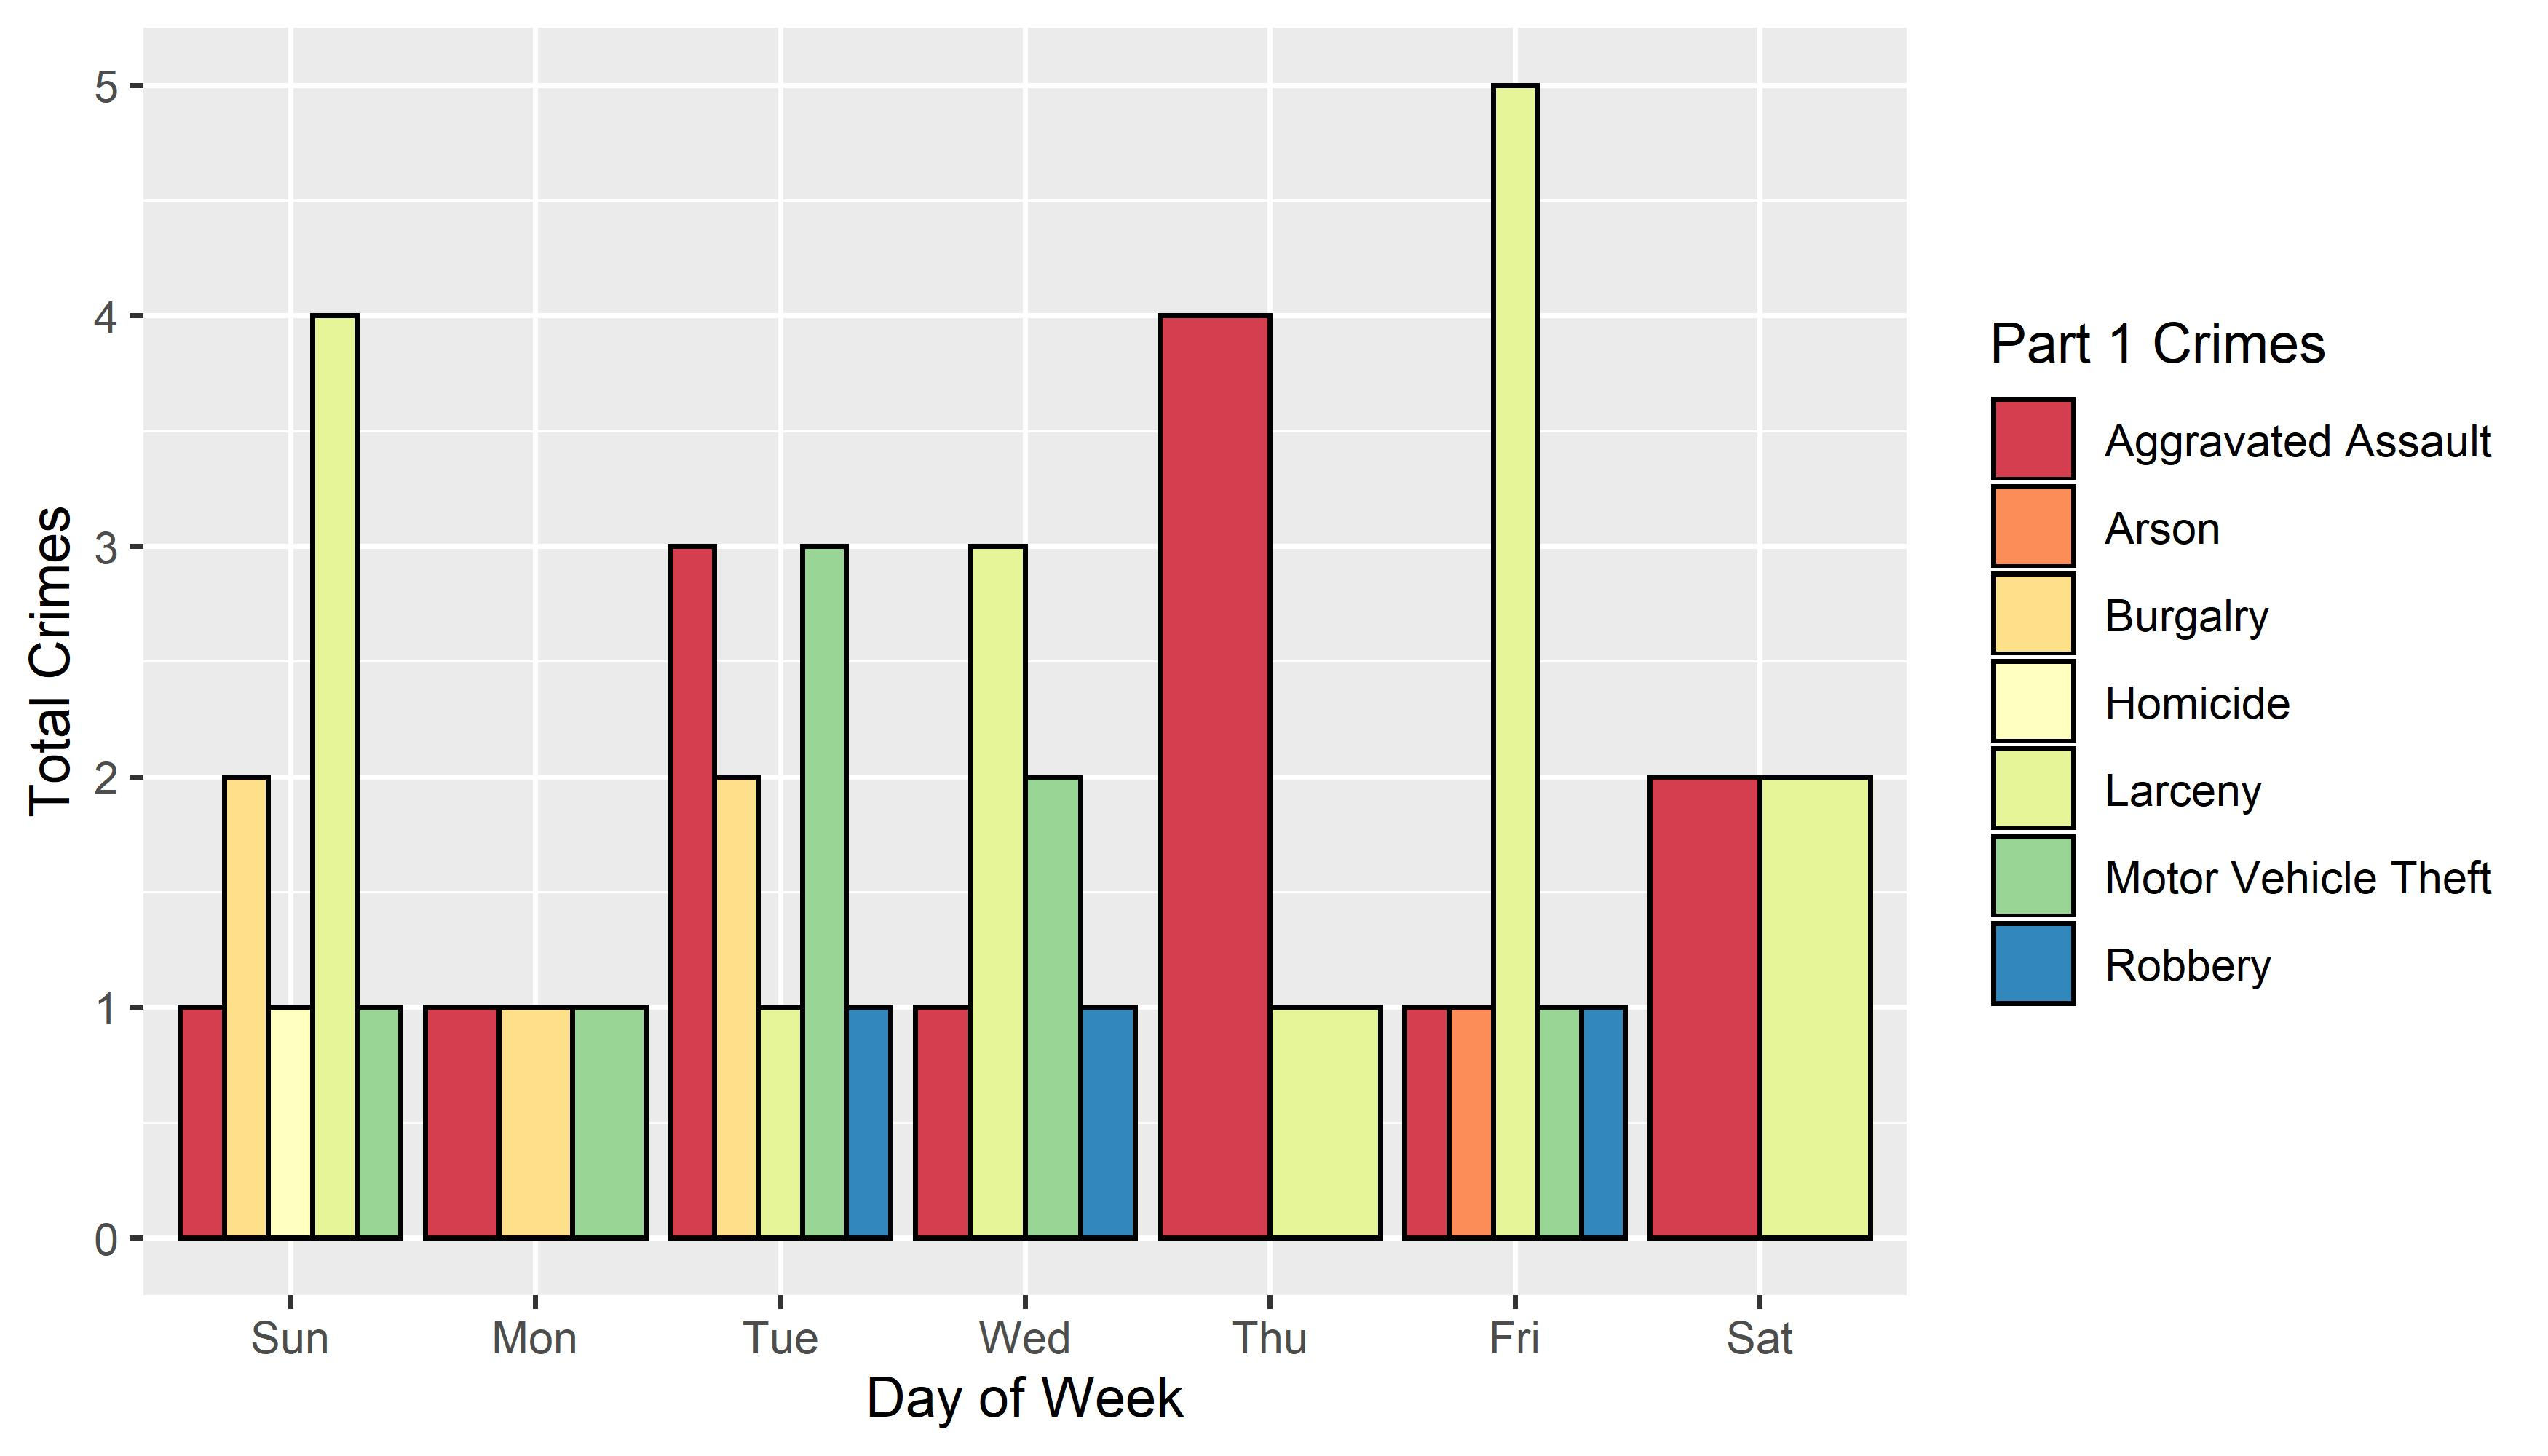 5
4
3
2
1
0
Total Crimes
Sun Mon Tue Wed Thu Fri Sat
Day of Week
Part 1 Crimes
Aggravated Assault
Arson
Burgalry
Homicide
Larceny
Motor Vehicle Theft
Robbery